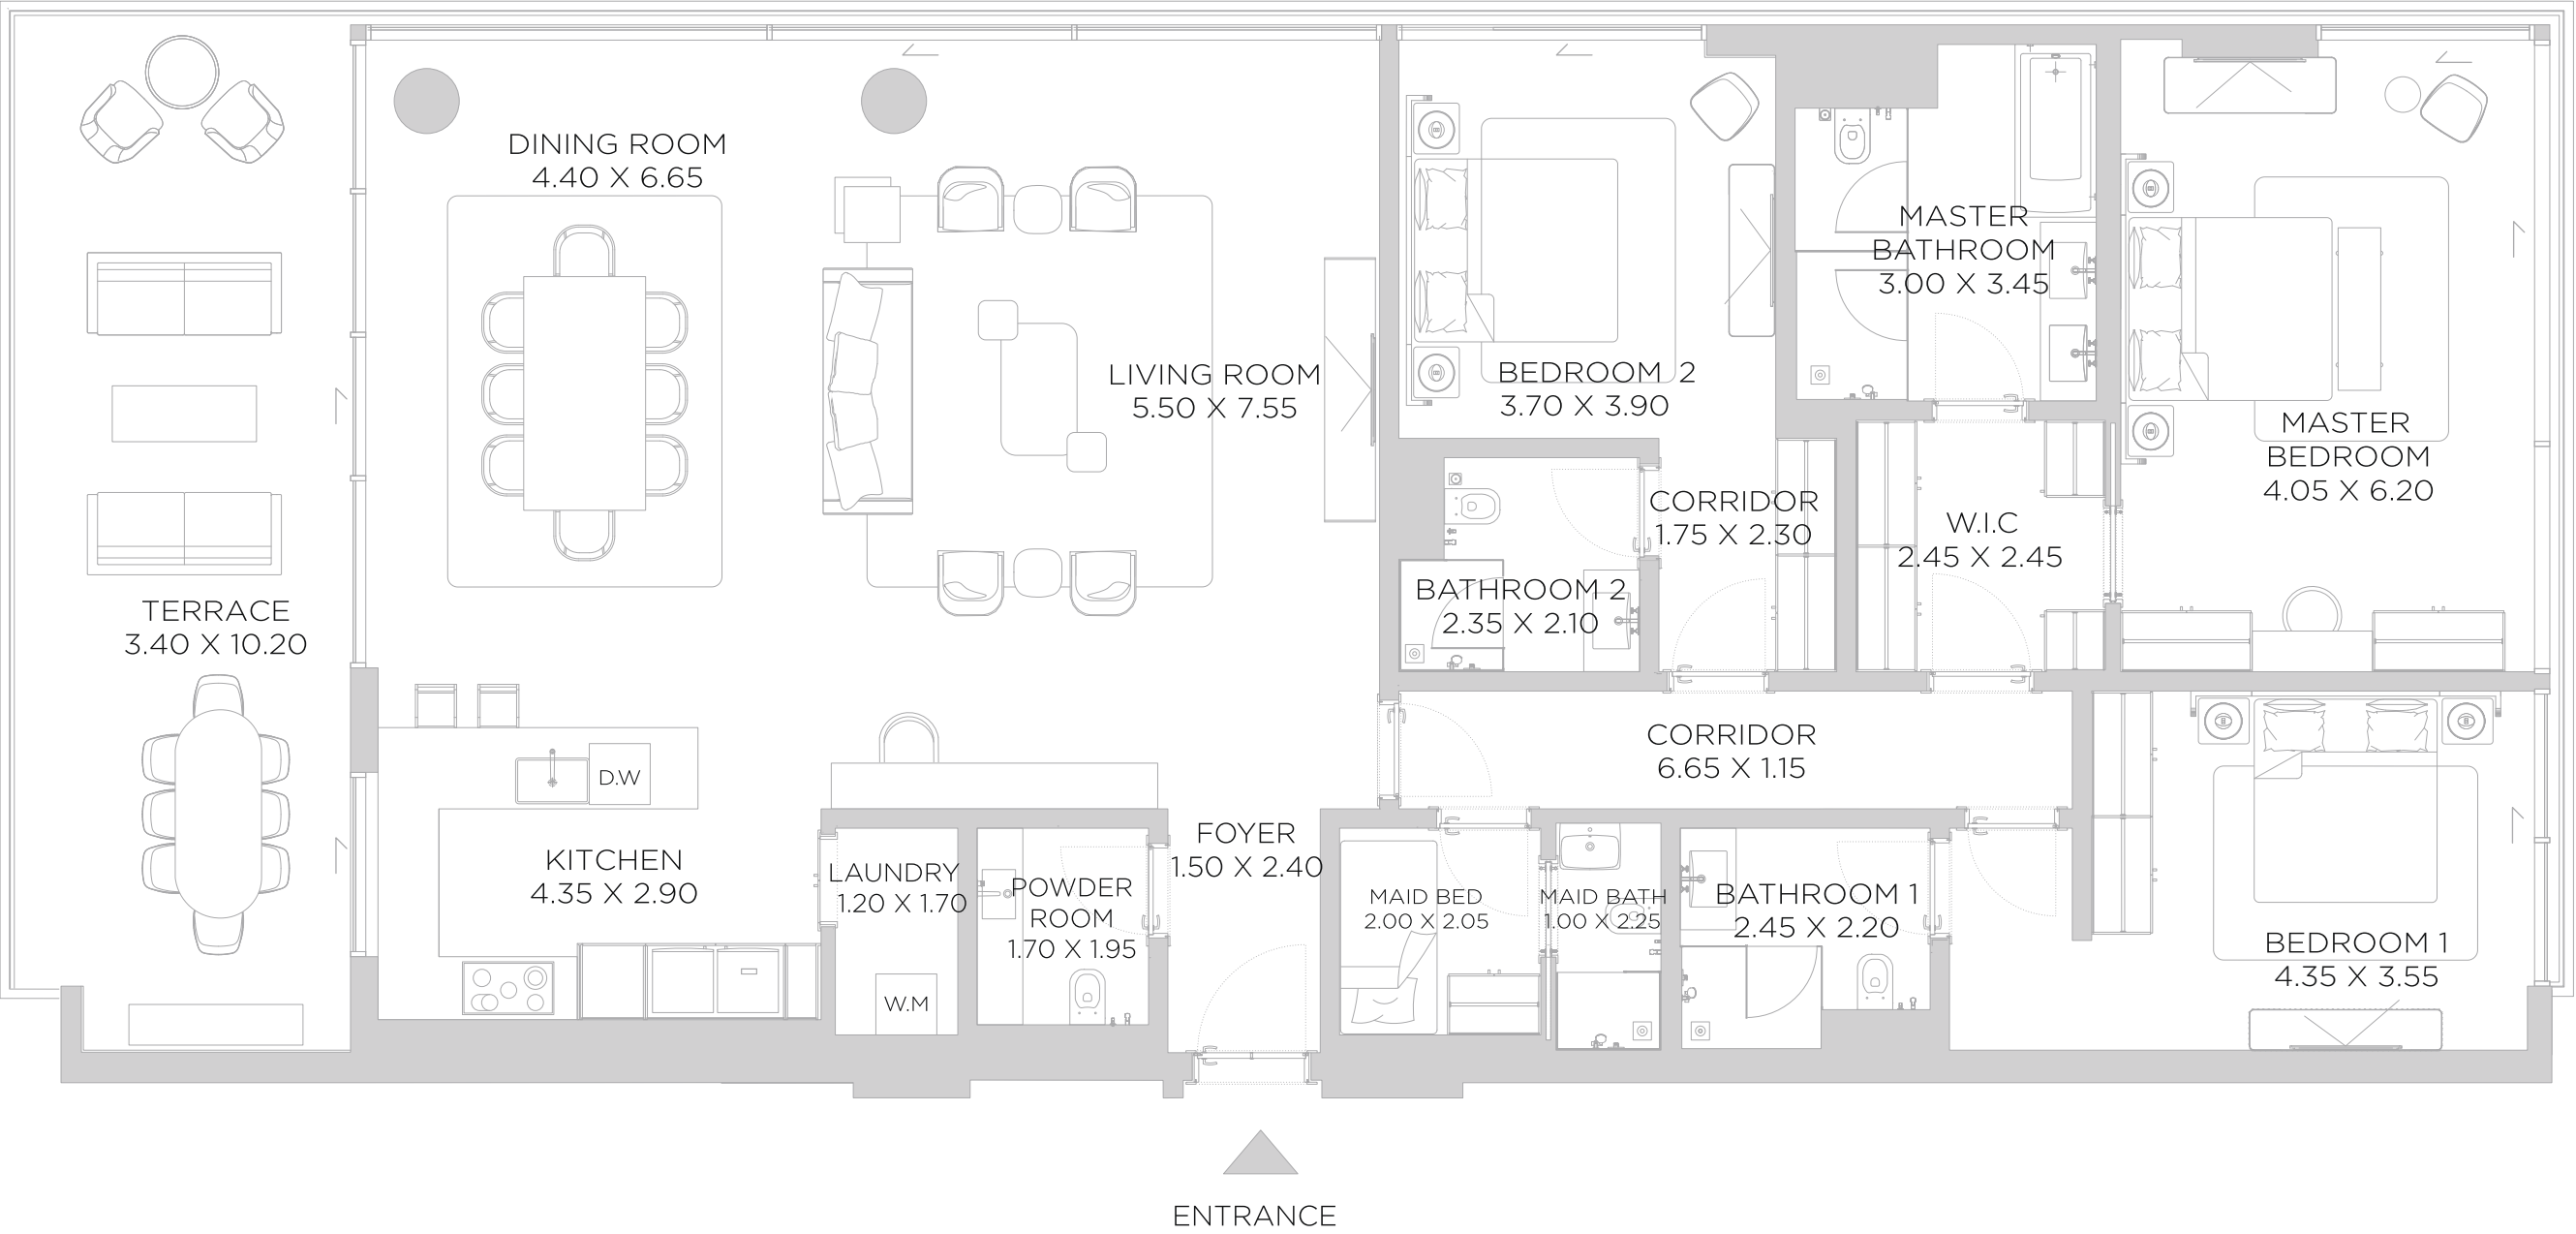 DINING ROOM
4.40 X 6.65
LIVING ROOM
5.50 X 7.55
BEDROOM 2
3.70 X 3.90
MASTER
BATHROOM
3.00 X 3.45
MASTER
BEDROOM
4.05 X 6.20
CORRIDOR
1.75 X 2.30
W.I.C
2.45 X 2.45
BATHROOM 2
2.35 X 2.10
TERRACE
3.40 X 10.20
CORRIDOR
6.65 X 1.15
D.W
KITCHEN
4.35 X 2.90
LAUNDRY
1.20 X 1.70
W.M
POWDER
ROOM
1.70 X 1.95
FOYER
1.50 X 2.40
MAID BED
2.00 X 2.05
MAID BATH
1.00 X 2.25
BATHROOM 1
2.45 X 2.20
BEDROOM 1
4.35 X 3.55
ENTRANCE